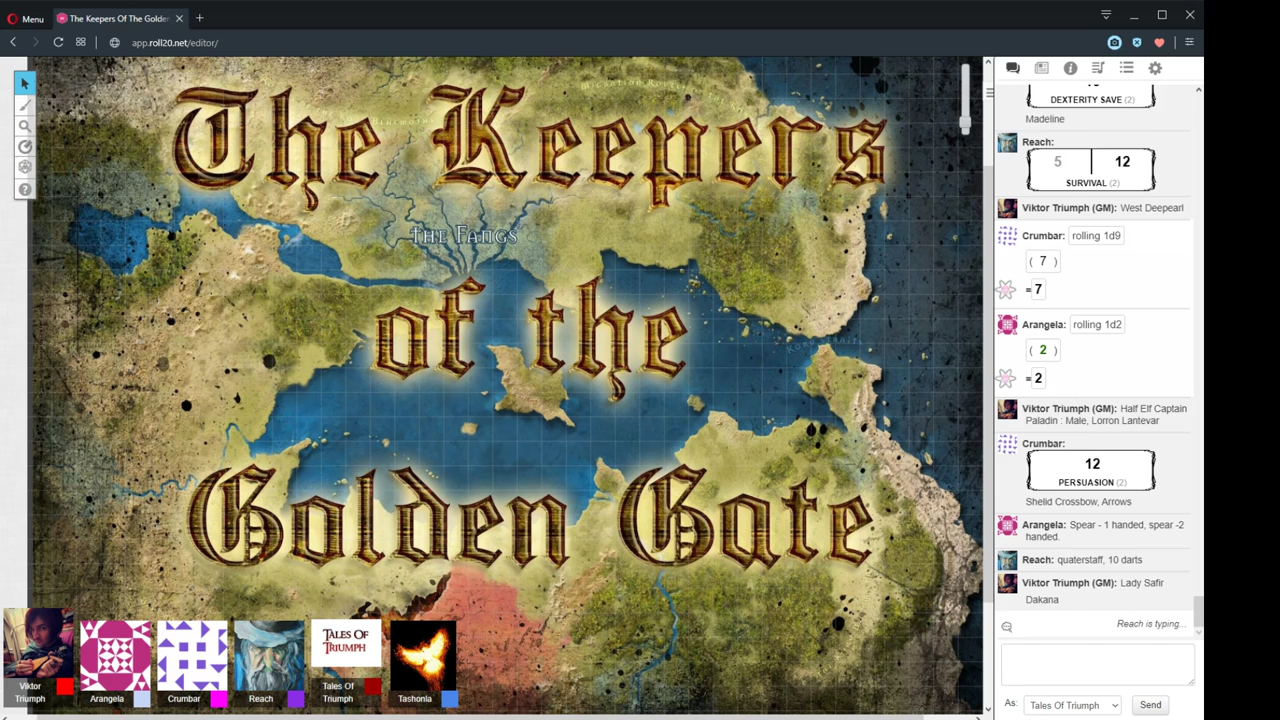 Menu
The Keepers Of The Golder
app.roll20.net/editor/
The Keepers
The Fangs
of the
Golden Gate
Viktor
Triumph
Arangela
Crumbar
Reach
TALES OF
TRIUMPH
Tales Of
Triumph
Tashonla
DEXTERITY SAVE (2)
Madeline
Reach:
5 12
SURVIVAL (2)
Viktor Triumph (GM): West Deepearl
Crumbar: rolling 1d9
( 7 )
=7
Arangela: rolling 1d2
( 2 )
=2
Viktor Triumph (GM): Half Elf Captain
Paladin : Male, Lorron Lantevar
Crumbar:
12
PERSUASION (2)
Shelid Crossbow, Arrows
Arangela: Spear - 1 handed, spear -2
handed.
Reach: quaterstaff, 10 darts
Viktor Triumph (GM): Lady Safir
Dakana
Reach is typing...
As: Tales Of Triumph Send